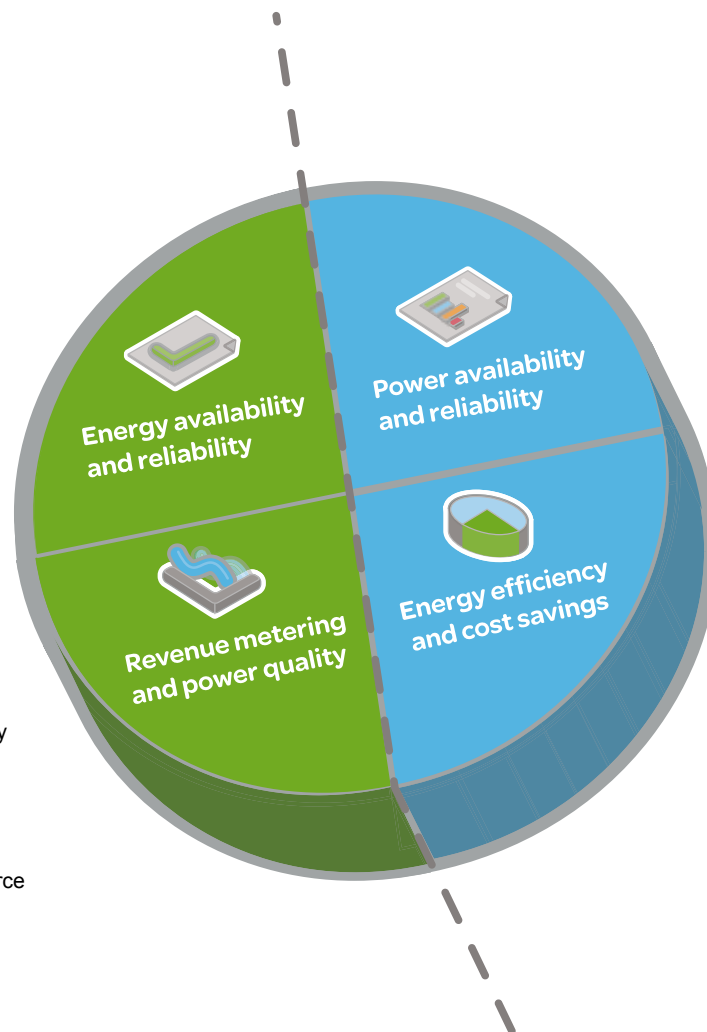 Energy availability
and reliability
Power availability
and reliability
Revenue metering
and power quality
Energy efficiency
and cost savings